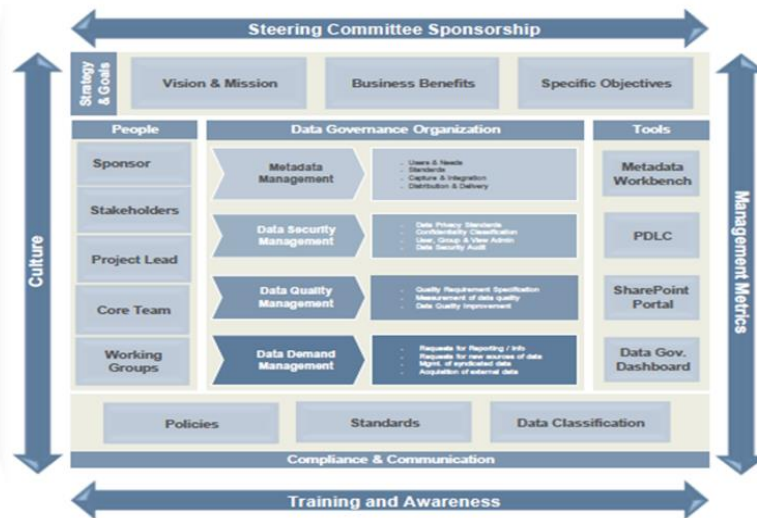 Steering Committee Sponsorship
Culture
Management Metrics
Strategy
& Goals
Vision & Mission
Business Benefits
Specific Objectives
People
Sponsor
Stakeholders
Project Lead
Core Team
Working
Groups
Data Governance Organization
Metadata
Management
- Users & Needs
- Standards
- Capture & Integration
- Distribution & Delivery
Data Security
Management
- Data Privacy Standards
- Confidentiality Classification
- User, Group & View Admin
- Data Security Audit
Data Quality
Management
- Quality Requirement Specification
- Measurement of data quality
- Data Quality Improvement
Data Demand
Management
- Requests for Reporting / Info
- Requests for new sources of data
- Mgmt. of syndicated data
- Acquisition of external data
Tools
Metadata
Workbench
PDLC
SharePoint
Portal
Data Gov.
Dashboard
Policies
Standards
Data Classification
Compliance & Communication
Training and Awareness